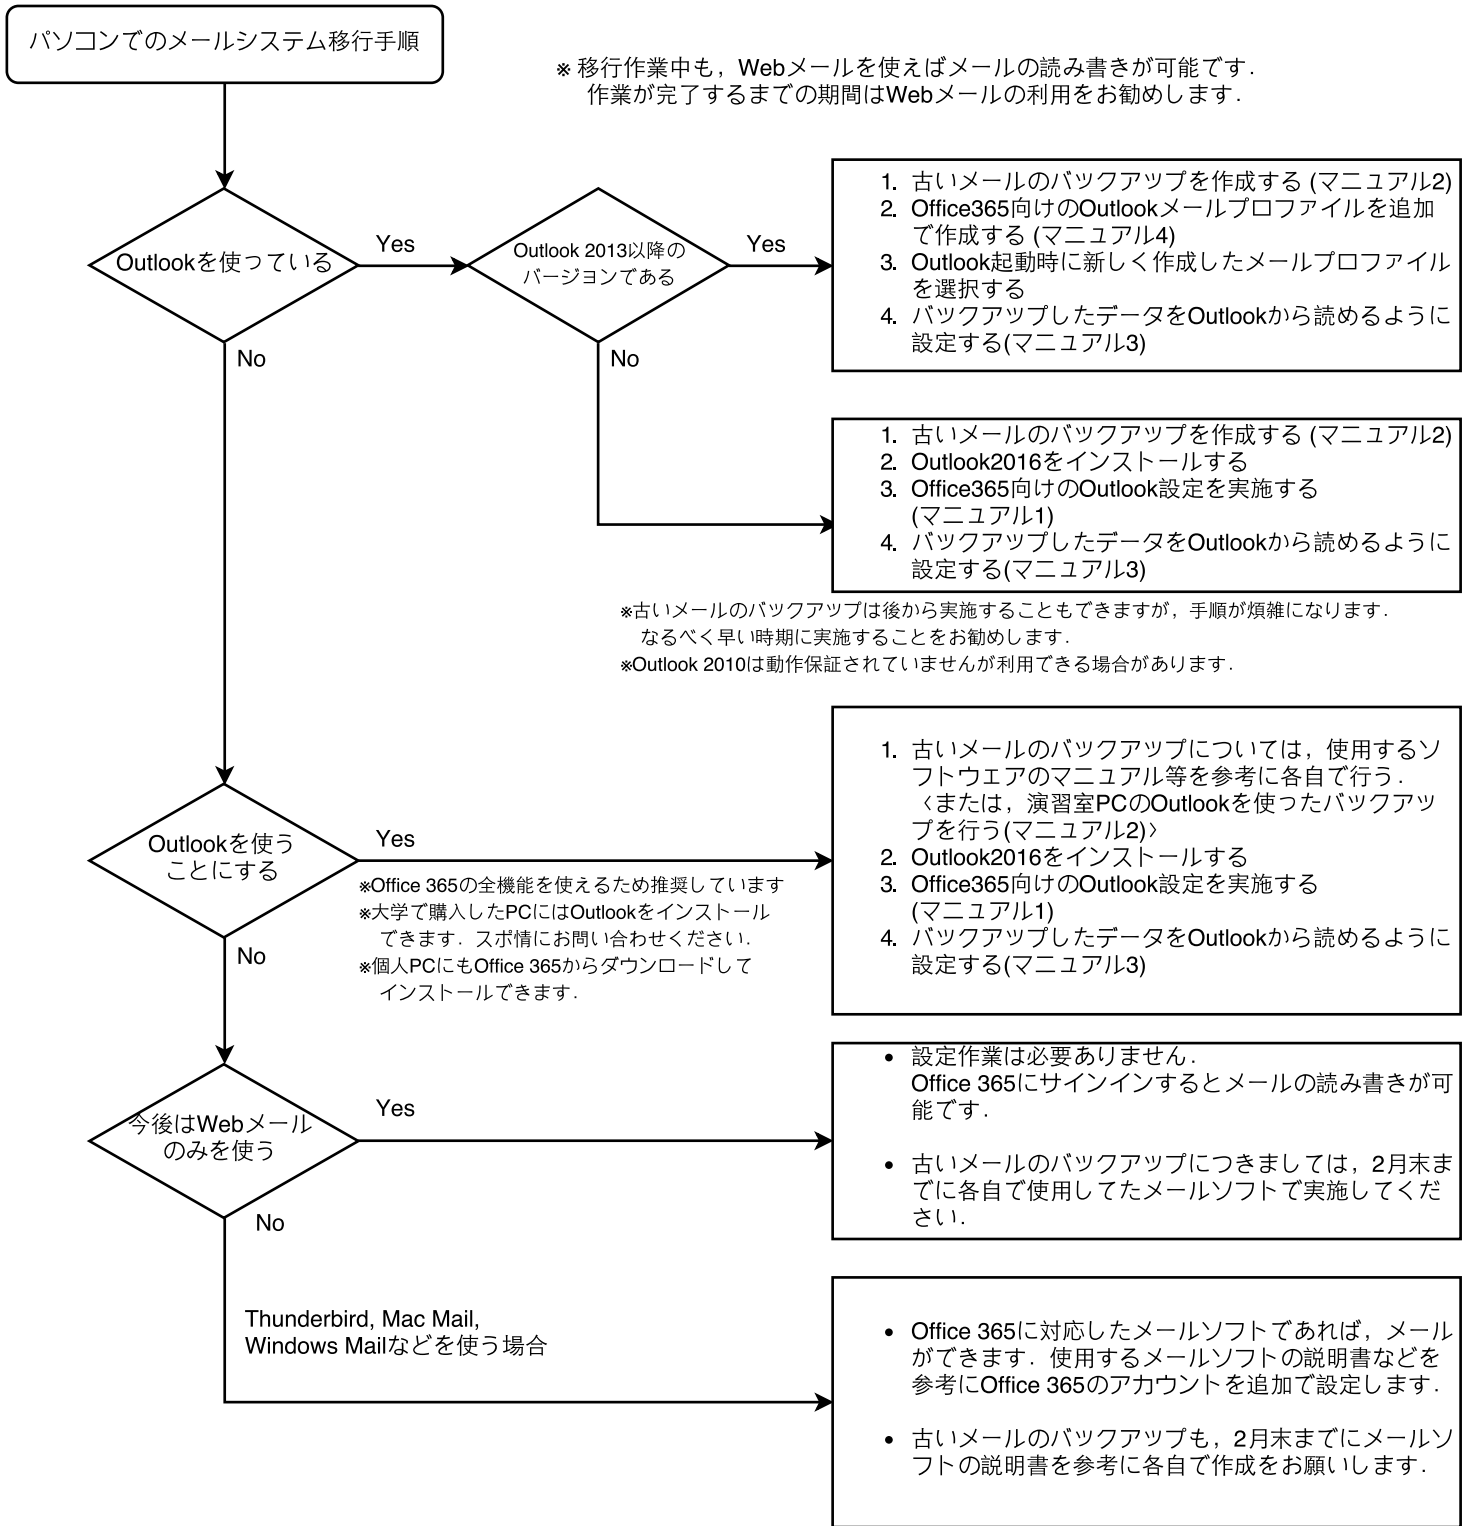 パソコンでのメールシステム移行手順
※ 移行作業中も，Webメールを使えばメールの読み書きが可能です．
作業が完了するまでの期間はWebメールの利用をお勧めします．
Outlookを使っている
Yes
No
Outlook 2013以降の
バージョンである
Yes
No
1. 古いメールのバックアップを作成する (マニュアル2)
2. Office365向けのOutlookメールプロファイルを追加
で作成する (マニュアル4)
3. Outlook起動時に新しく作成したメールプロファイル
を選択する
4. バックアップしたデータをOutlookから読めるように
設定する(マニュアル3)
1. 古いメールのバックアップを作成する (マニュアル2)
2. Outlook2016をインストールする
3. Office365向けのOutlook設定を実施する
(マニュアル1)
4. バックアップしたデータをOutlookから読めるように
設定する(マニュアル3)
※古いメールのバックアップは後から実施することもできますが，手順が煩雑になります．
なるべく早い時期に実施することをお勧めします．
※Outlook 2010は動作保証されていませんが利用できる場合があります．
Outlookを使う
ことにする
Yes
No
※Office 365の全機能を使えるため推奨しています
※大学で購入したPCにはOutlookをインストール
できます．スポ情にお問い合わせください．
※個人PCにもOffice 365からダウンロードして
インストールできます．
1. 古いメールのバックアップについては，使用するソ
フトウェアのマニュアル等を参考に各自で行う．
〈または，演習室PCのOutlookを使ったバックアッ
プを行う(マニュアル2)〉
2. Outlook2016をインストールする
3. Office365向けのOutlook設定を実施する
(マニュアル1)
4. バックアップしたデータをOutlookから読めるように
設定する(マニュアル3)
今後はWebメール
のみを使う
Yes
No
• 設定作業は必要ありません．
Office 365にサインインするとメールの読み書きが可
能です．
• 古いメールのバックアップにつきましては，2月末ま
でに各自で使用してたメールソフトで実施してくだ
さい．
Thunderbird, Mac Mail,
Windows Mailなどを使う場合
• Office 365に対応したメールソフトであれば，メール
ができます．使用するメールソフトの説明書などを
参考にOffice 365のアカウントを追加で設定します．
• 古いメールのバックアップも，2月末までにメールソ
フトの説明書を参考に各自で作成をお願いします．